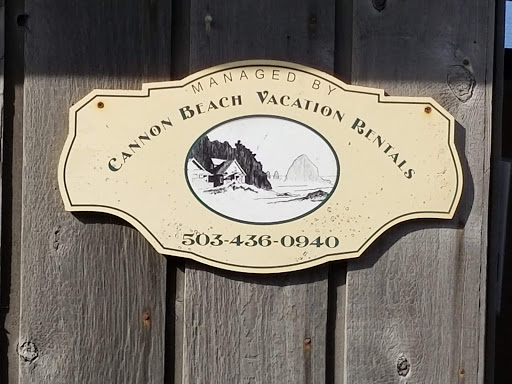 MANAGED BY
CANNON BEACH VACATION RENTALS
503-436-0940